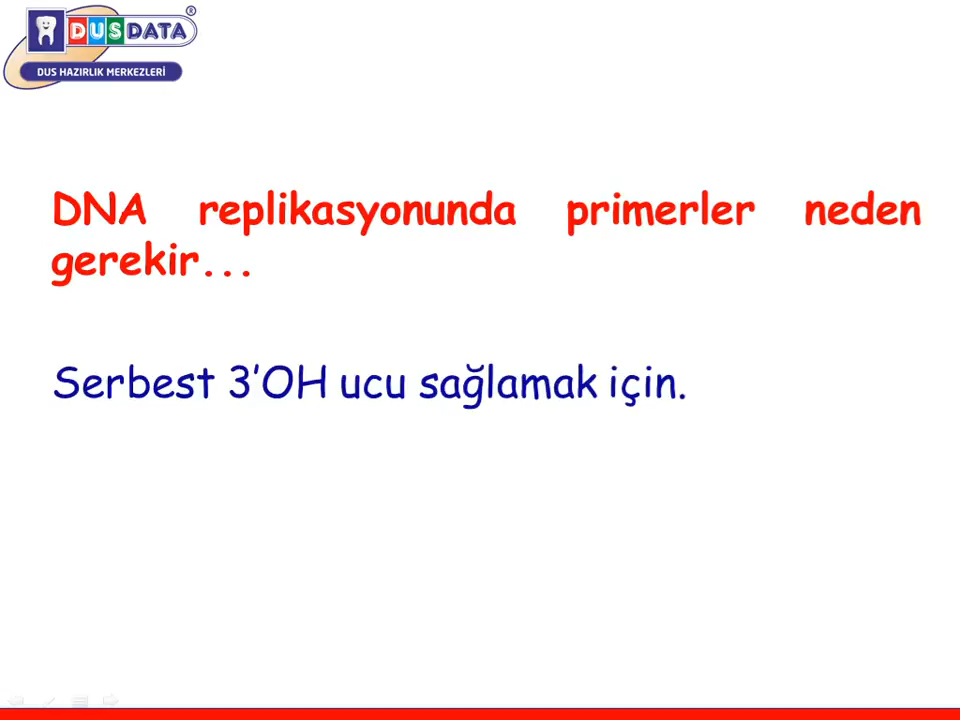 DUSDATA®
DUS HAZIRLIK MERKEZLERİ
DNA replikasyonunda primerler neden
gerekir...
Serbest 3’OH ucu sağlamak için.